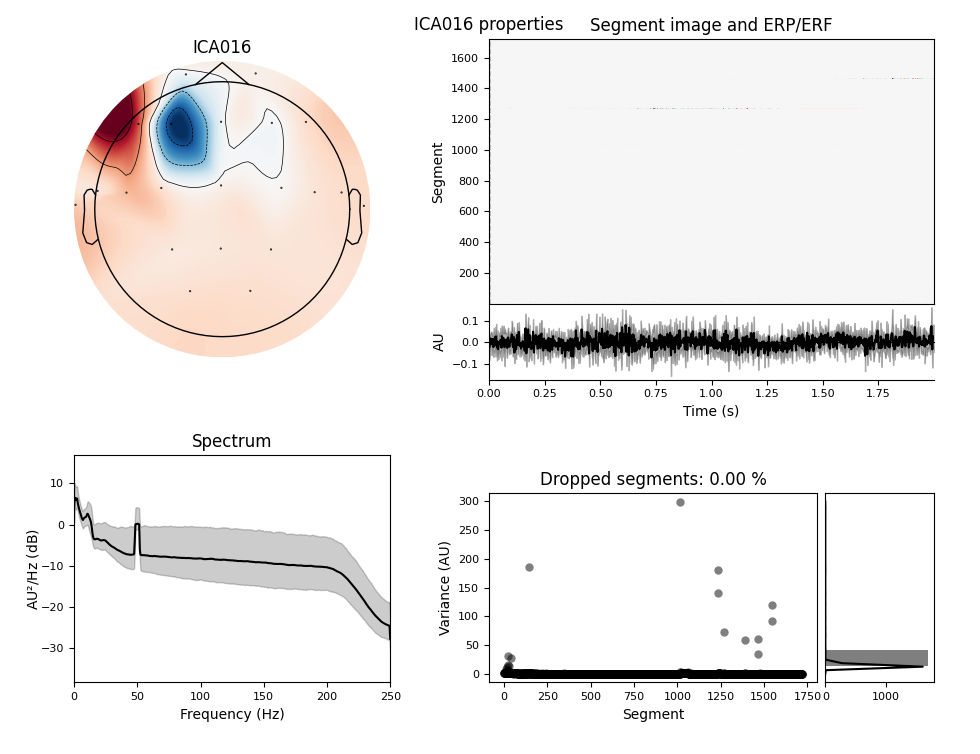 ICA016 properties
ICA016
Segment image and ERP/ERF
1600
1400
1200
1000
800
600
400
200
Segment
0.1
0.0
−0.1
AU
0.00 0.25 0.50 0.75 1.00 1.25 1.50 1.75
Time (s)
Spectrum
10
0
−10
−20
−30
AU²/Hz (dB)
0 50 100 150 200 250
Frequency (Hz)
Dropped segments: 0.00 %
300
250
200
150
100
50
0
Variance (AU)
0 250 500 750 1000 1250 1500 1750
Segment
0 1000